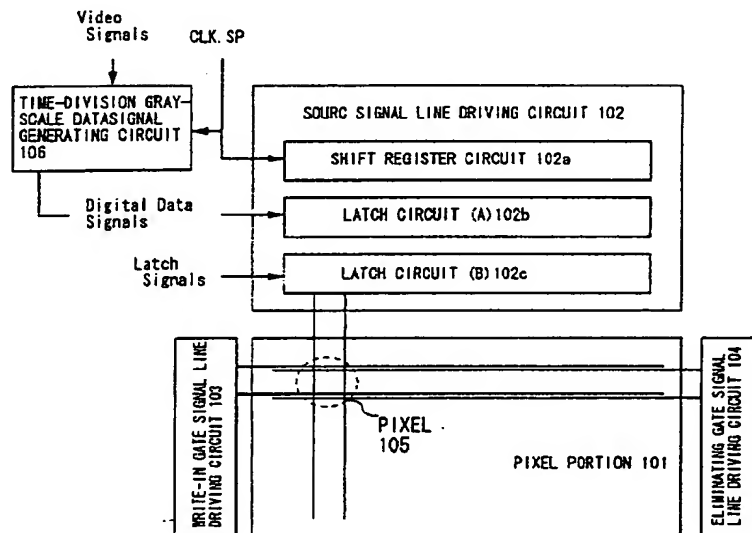 Video
Signals
CLK.SP
TIME-DIVISION GRAY-
SCALE DATASIGNAL
GENERATING CIRCUIT
106
SOURC SIGNAL LINE DRIVING CIRCUIT 102
SHIFT REGISTER CIRCUIT 102a
Digital Data
Signals
LATCH CIRCUIT (A)102b
Latch
Signals
LATCH CIRCUIT (B)102c
WRITE-IN GATE SIGNAL LINE
DRIVING CIRCUIT 103
PIXEL
105
PIXEL PORTION 101
ELIMINATING GATE SIGNAL
LINE DRIVING CIRCUIT 104